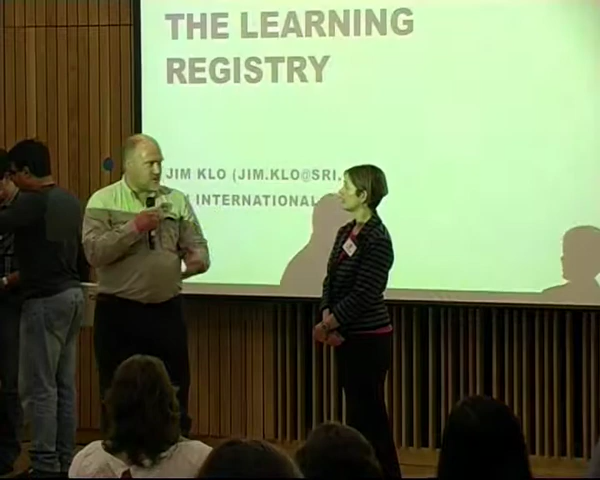 THE LEARNING
REGISTRY
JIM KLO (JIM.KLO@SRI.
INTERNATIONAL